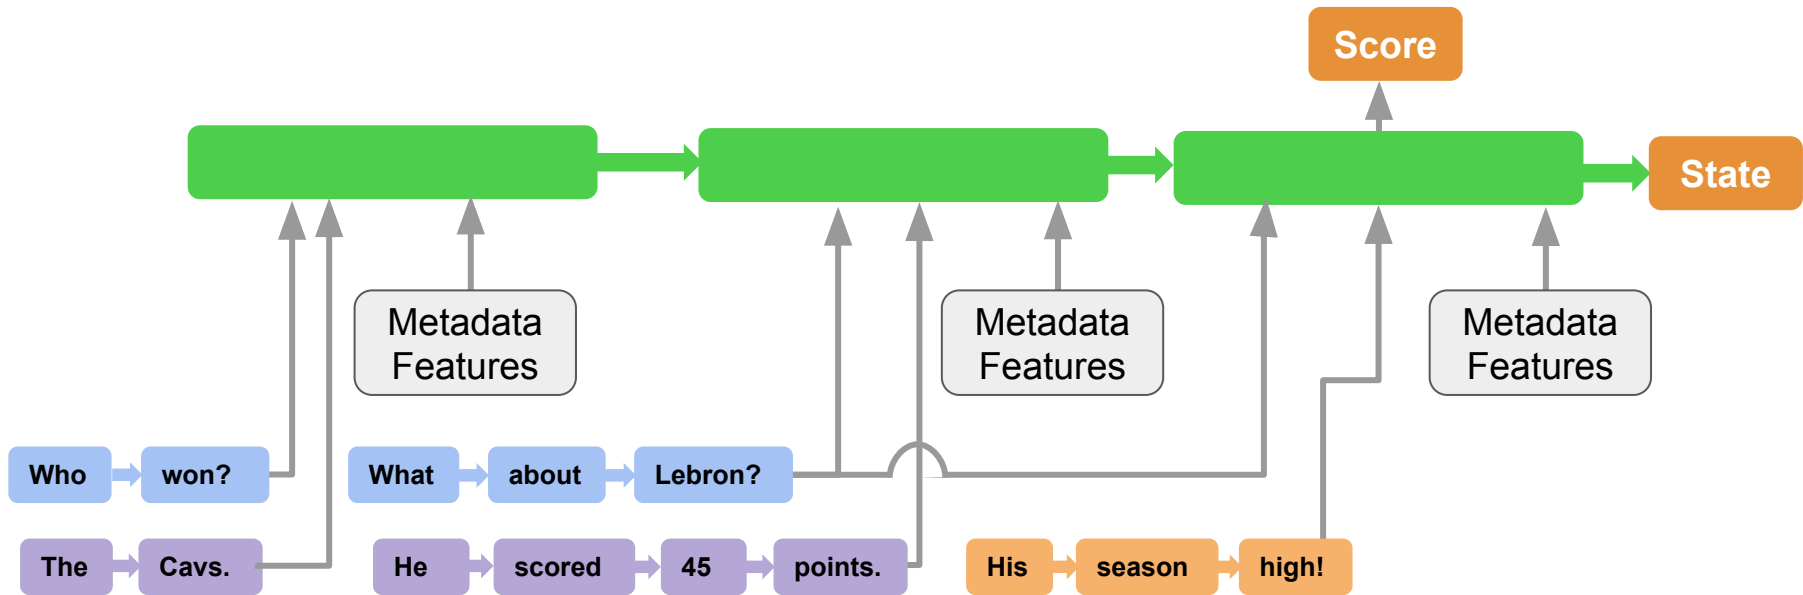 Score
State
Metadata
Features
Metadata
Features
Metadata
Features
Who won?
What about Lebron?
The Cavs.
He scored 45 points.
His season high!